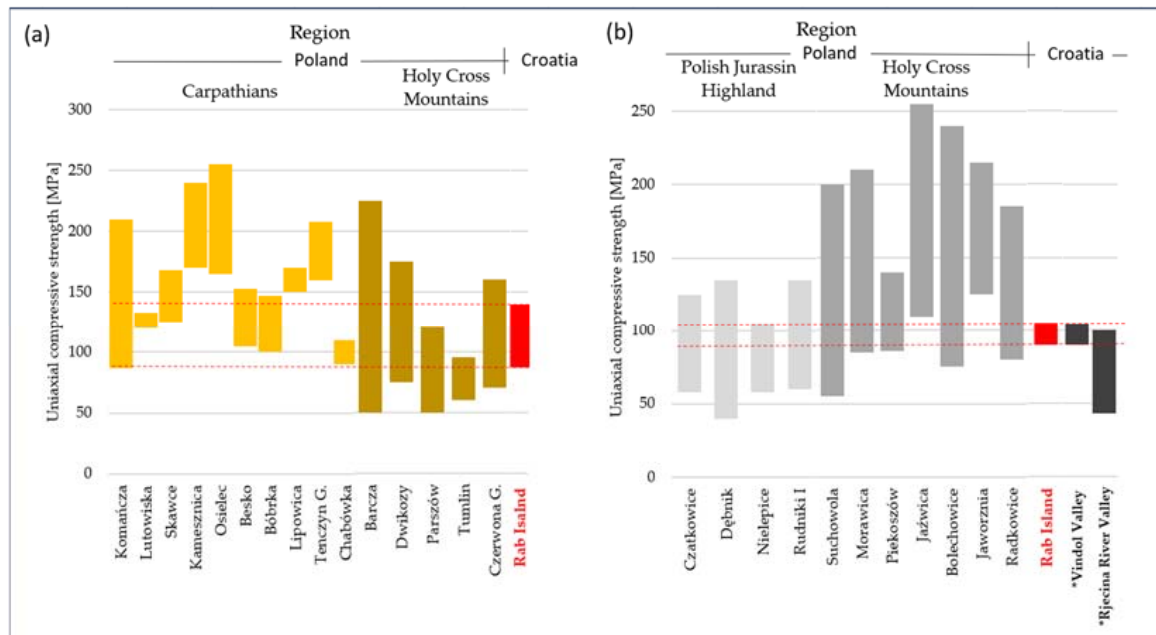 (a)
Region
Poland
Croatia
Carpathians
Holy Cross
Mountains
Uniaxial compressive strength [MPa]
300
250
200
150
100
50
0
Komańcza
Lutowiska
Skawce
Kamesznica
Osielec
Besko
Bóbrka
Lipowica
Tenczyn G.
Chabówka
Barcza
Dwikozy
Parszów
Tumlin
Czerwona G.
Rab Isalnd
(b)
Region
Poland
Croatia
Polish Jurassin
Highland
Holy Cross
Mountains
Uniaxial compressive strength [MPa]
250
200
150
100
50
0
Czatkowice
Dębnik
Nielepice
Rudniki I
Suchowola
Morawica
Piekoszów
Jaźwica
Bolechowice
Jaworznia
Radkowice
Rab Island
*Vindol Valley
*Rjecina River Valley